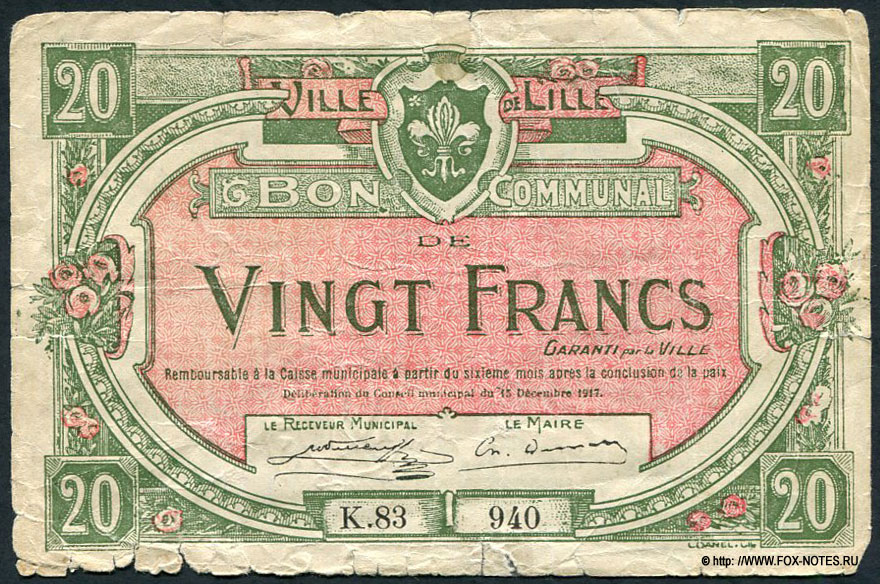 20 20
VILLE DE LILLE
BON COMMUNAL
DE
VINGT FRANCS
GARANTI par la VILLE
Remboursable à la Caisse municipale à partir du sixième mois après la conclusion de la paix
Délibération du Conseil municipal du 15 Décembre 1917.
LE RECEVEUR MUNICIPAL LE MAIRE
20 K.83 940 20
L.DANEL.LILLE
© http://WWW.FOX-NOTES.RU